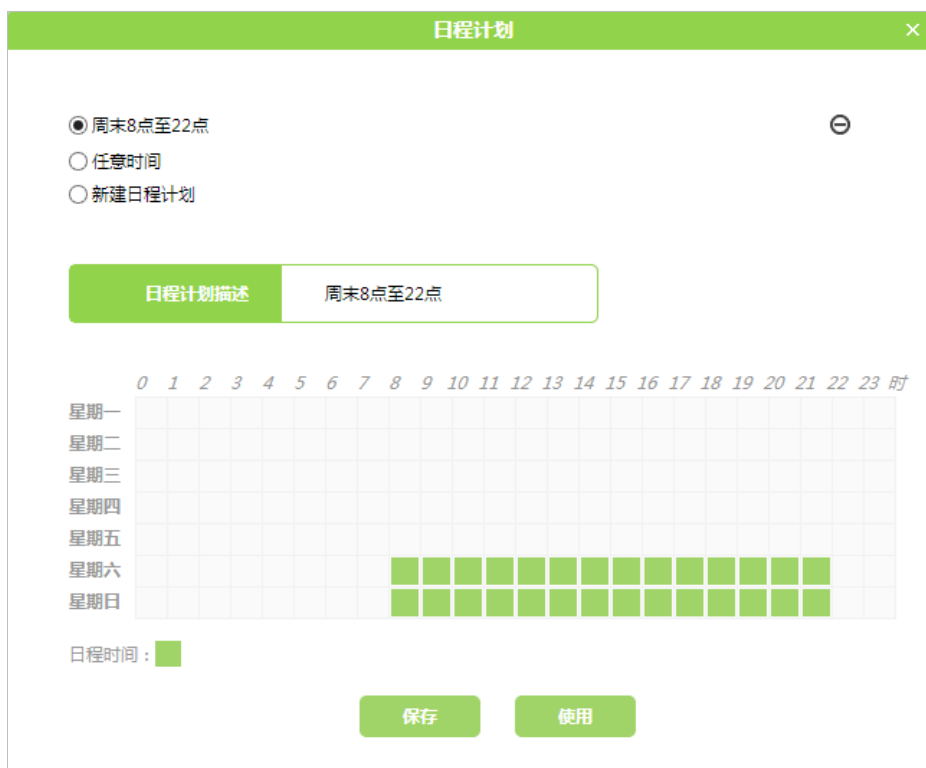 日程计划
周末8点至22点
任意时间
新建日程计划
日程计划描述 周末8点至22点
0 1 2 3 4 5 6 7 8 9 10 11 12 13 14 15 16 17 18 19 20 21 22 23 时
星期一
星期二
星期三
星期四
星期五
星期六
星期日
日程时间：
保存 使用